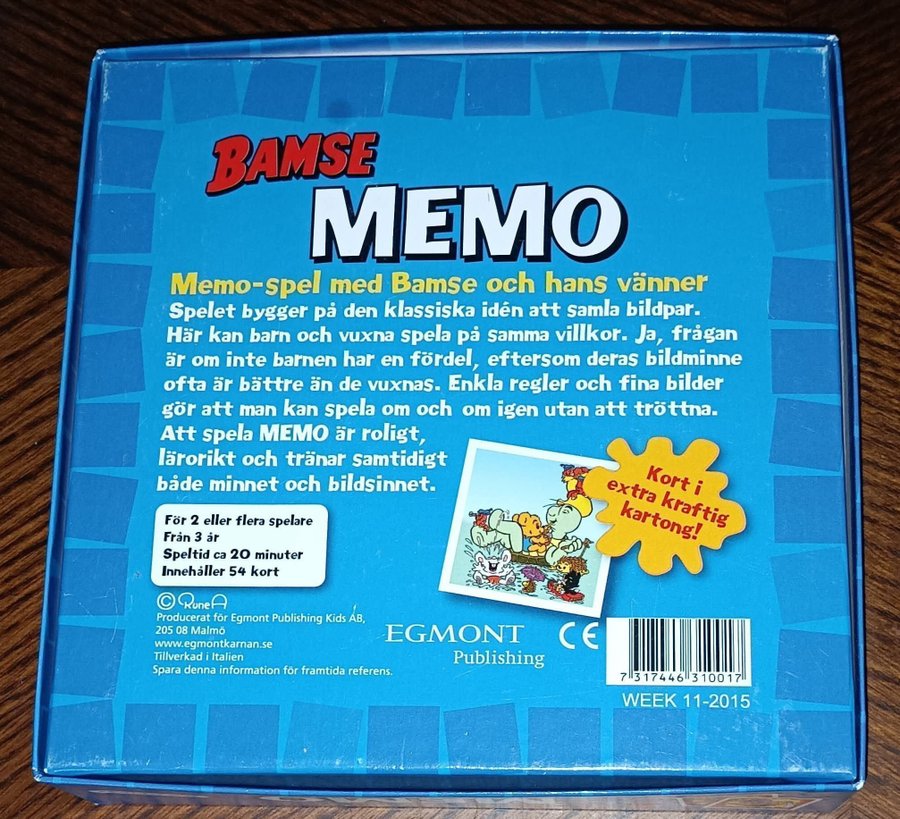 BAMSE
MEMO
Memo-spel med Bamse och hans vänner
Spelet bygger på den klassiska idén att samla bildpar.
Här kan barn och vuxna spela på samma villkor. Ja, frågan
är om inte barnen har en fördel, eftersom deras bildminne
ofta är bättre än de vuxnas. Enkla regler och fina bilder
gör att man kan spela om och om igen utan att tröttna.
Att spela MEMO är roligt,
lärorikt och tränar samtidigt
både minnet och bildsinnet.
Kort i
extra kraftig
kartong!
För 2 eller flera spelare
Från 3 år
Speltid ca 20 minuter
Innehåller 54 kort
© Rune A
Producerat för Egmont Publishing Kids AB,
205 08 Malmö
www.egmontkarnan.se
Tillverkad i Italien
Spara denna information för framtida referens.
EGMONT
Publishing
CE
7 317446 310017
WEEK 11-2015